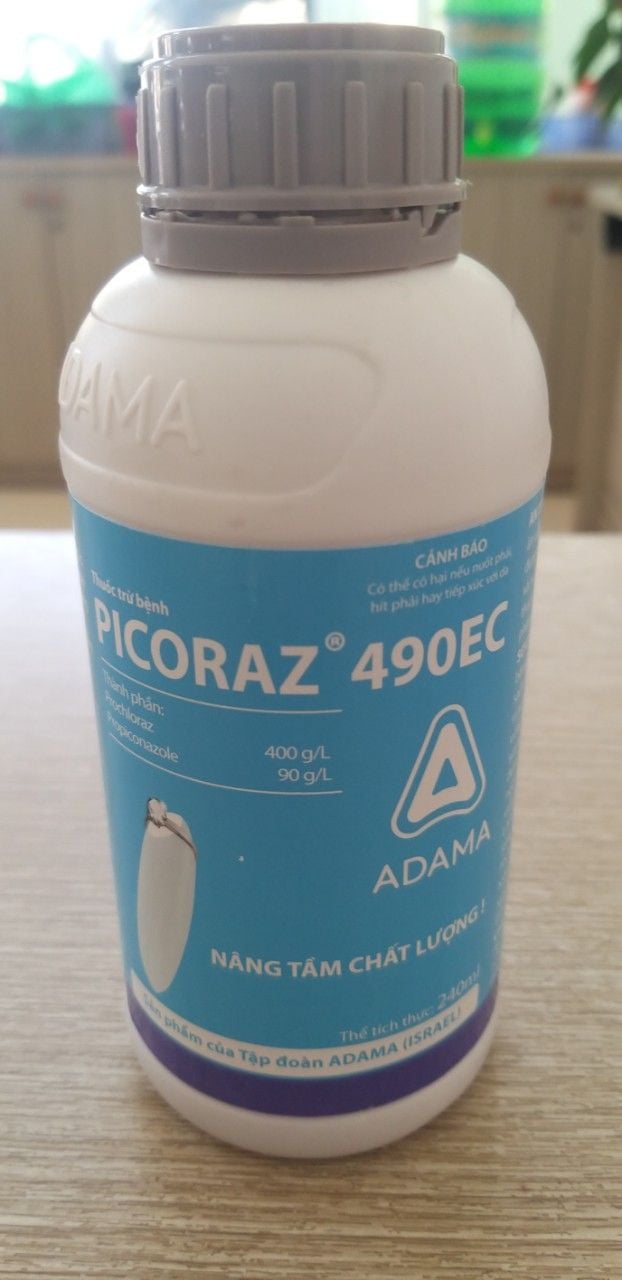 ADAMA
CẢNH BÁO
Có thể có hại nếu nuốt phải,
hít phải hay tiếp xúc với da
Thuốc trừ bệnh
PICORAZ® 490EC
Thành phần:
Prochloraz 400 g/L
Propiconazole 90 g/L
ADAMA
NÂNG TẦM CHẤT LƯỢNG !
Thể tích thực: 240ml
Sản phẩm của Tập đoàn ADAMA (ISRAEL)